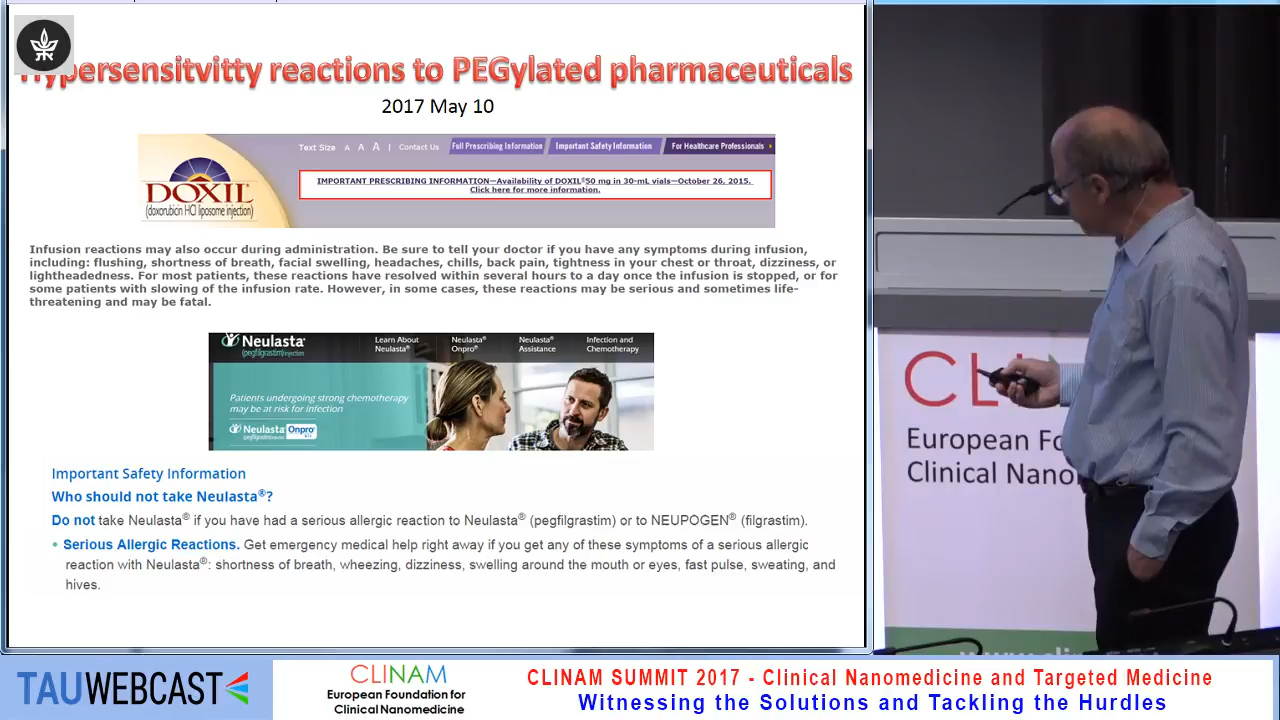 Hypersensitvitty reactions to PEGylated pharmaceuticals
2017 May 10
Text Size A A A | Contact Us
Full Prescribing Information
Important Safety Information
For Healthcare Professionals
DOXIL®
(doxorubicin HCl liposome injection)
IMPORTANT PRESCRIBING INFORMATION—Availability of DOXIL®50 mg in 30-mL vials—October 26, 2015.
Click here for more information.
Infusion reactions may also occur during administration. Be sure to tell your doctor if you have any symptoms during infusion,
including: flushing, shortness of breath, facial swelling, headaches, chills, back pain, tightness in your chest or throat, dizziness, or
lightheadedness. For most patients, these reactions have resolved within several hours to a day once the infusion is stopped, or for
some patients with slowing of the infusion rate. However, in some cases, these reactions may be serious and sometimes life-
threatening and may be fatal.
Neulasta®
(pegfilgrastim) injection
Learn About
Neulasta®
Neulasta®
Onpro®
Neulasta®
Assistance
Infection and
Chemotherapy
Patients undergoing strong chemotherapy
may be at risk for infection
Neulasta® Onpro®
(pegfilgrastim)
Important Safety Information
Who should not take Neulasta®?
Do not take Neulasta® if you have had a serious allergic reaction to Neulasta® (pegfilgrastim) or to NEUPOGEN® (filgrastim).
• Serious Allergic Reactions. Get emergency medical help right away if you get any of these symptoms of a serious allergic
reaction with Neulasta®: shortness of breath, wheezing, dizziness, swelling around the mouth or eyes, fast pulse, sweating, and
hives.
CL
European Fo
Clinical Nano
TAUWEBCAST
CLINAM
European Foundation for
Clinical Nanomedicine
CLINAM SUMMIT 2017 - Clinical Nanomedicine and Targeted Medicine
Witnessing the Solutions and Tackling the Hurdles